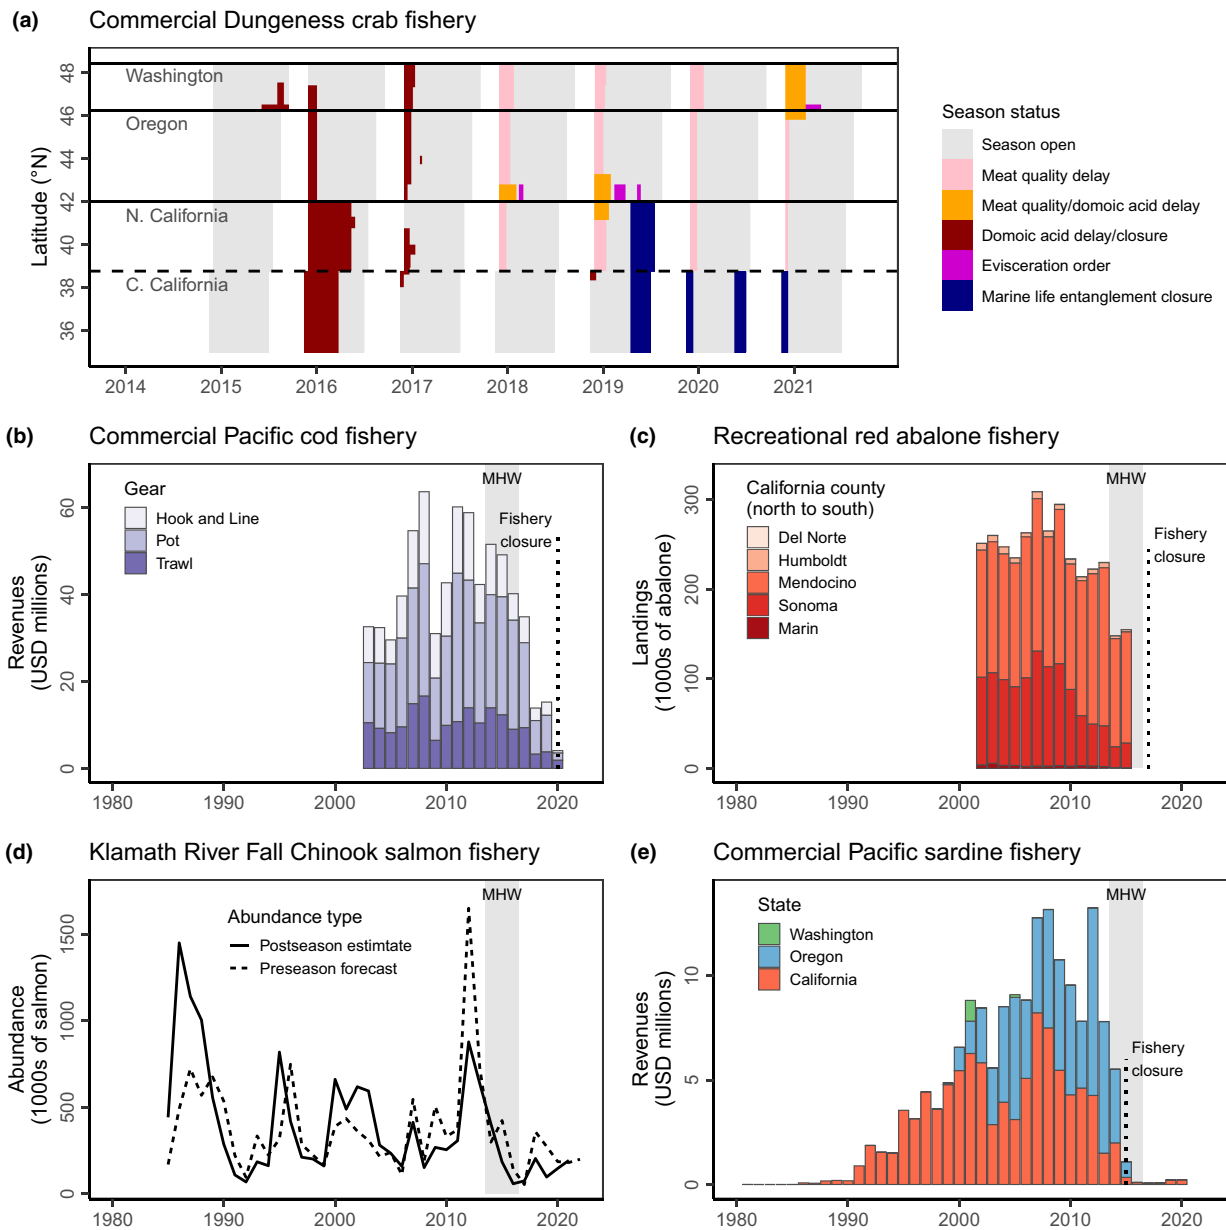 (a) Commercial Dungeness crab fishery
Latitude (°N)
48
46
44
42
40
38
36
Washington
Oregon
N. California
C. California
2014 2015 2016 2017 2018 2019 2020 2021
Season status
Season open
Meat quality delay
Meat quality/domoic acid delay
Domoic acid delay/closure
Evisceration order
Marine life entanglement closure
(b) Commercial Pacific cod fishery
Revenues
(USD millions)
60
40
20
0
Gear
Hook and Line
Pot
Trawl
MHW
Fishery
closure
1980 1990 2000 2010 2020
(c) Recreational red abalone fishery
Landings
(1000s of abalone)
300
200
100
0
California county
(north to south)
Del Norte
Humboldt
Mendocino
Sonoma
Marin
MHW
Fishery
closure
1980 1990 2000 2010 2020
(d) Klamath River Fall Chinook salmon fishery
Abundance
(1000s of salmon)
1500
1000
500
0
Abundance type
Postseason estimtate
Preseason forecast
MHW
1980 1990 2000 2010 2020
(e) Commercial Pacific sardine fishery
Revenues
(USD millions)
10
5
0
State
Washington
Oregon
California
MHW
Fishery
closure
1980 1990 2000 2010 2020